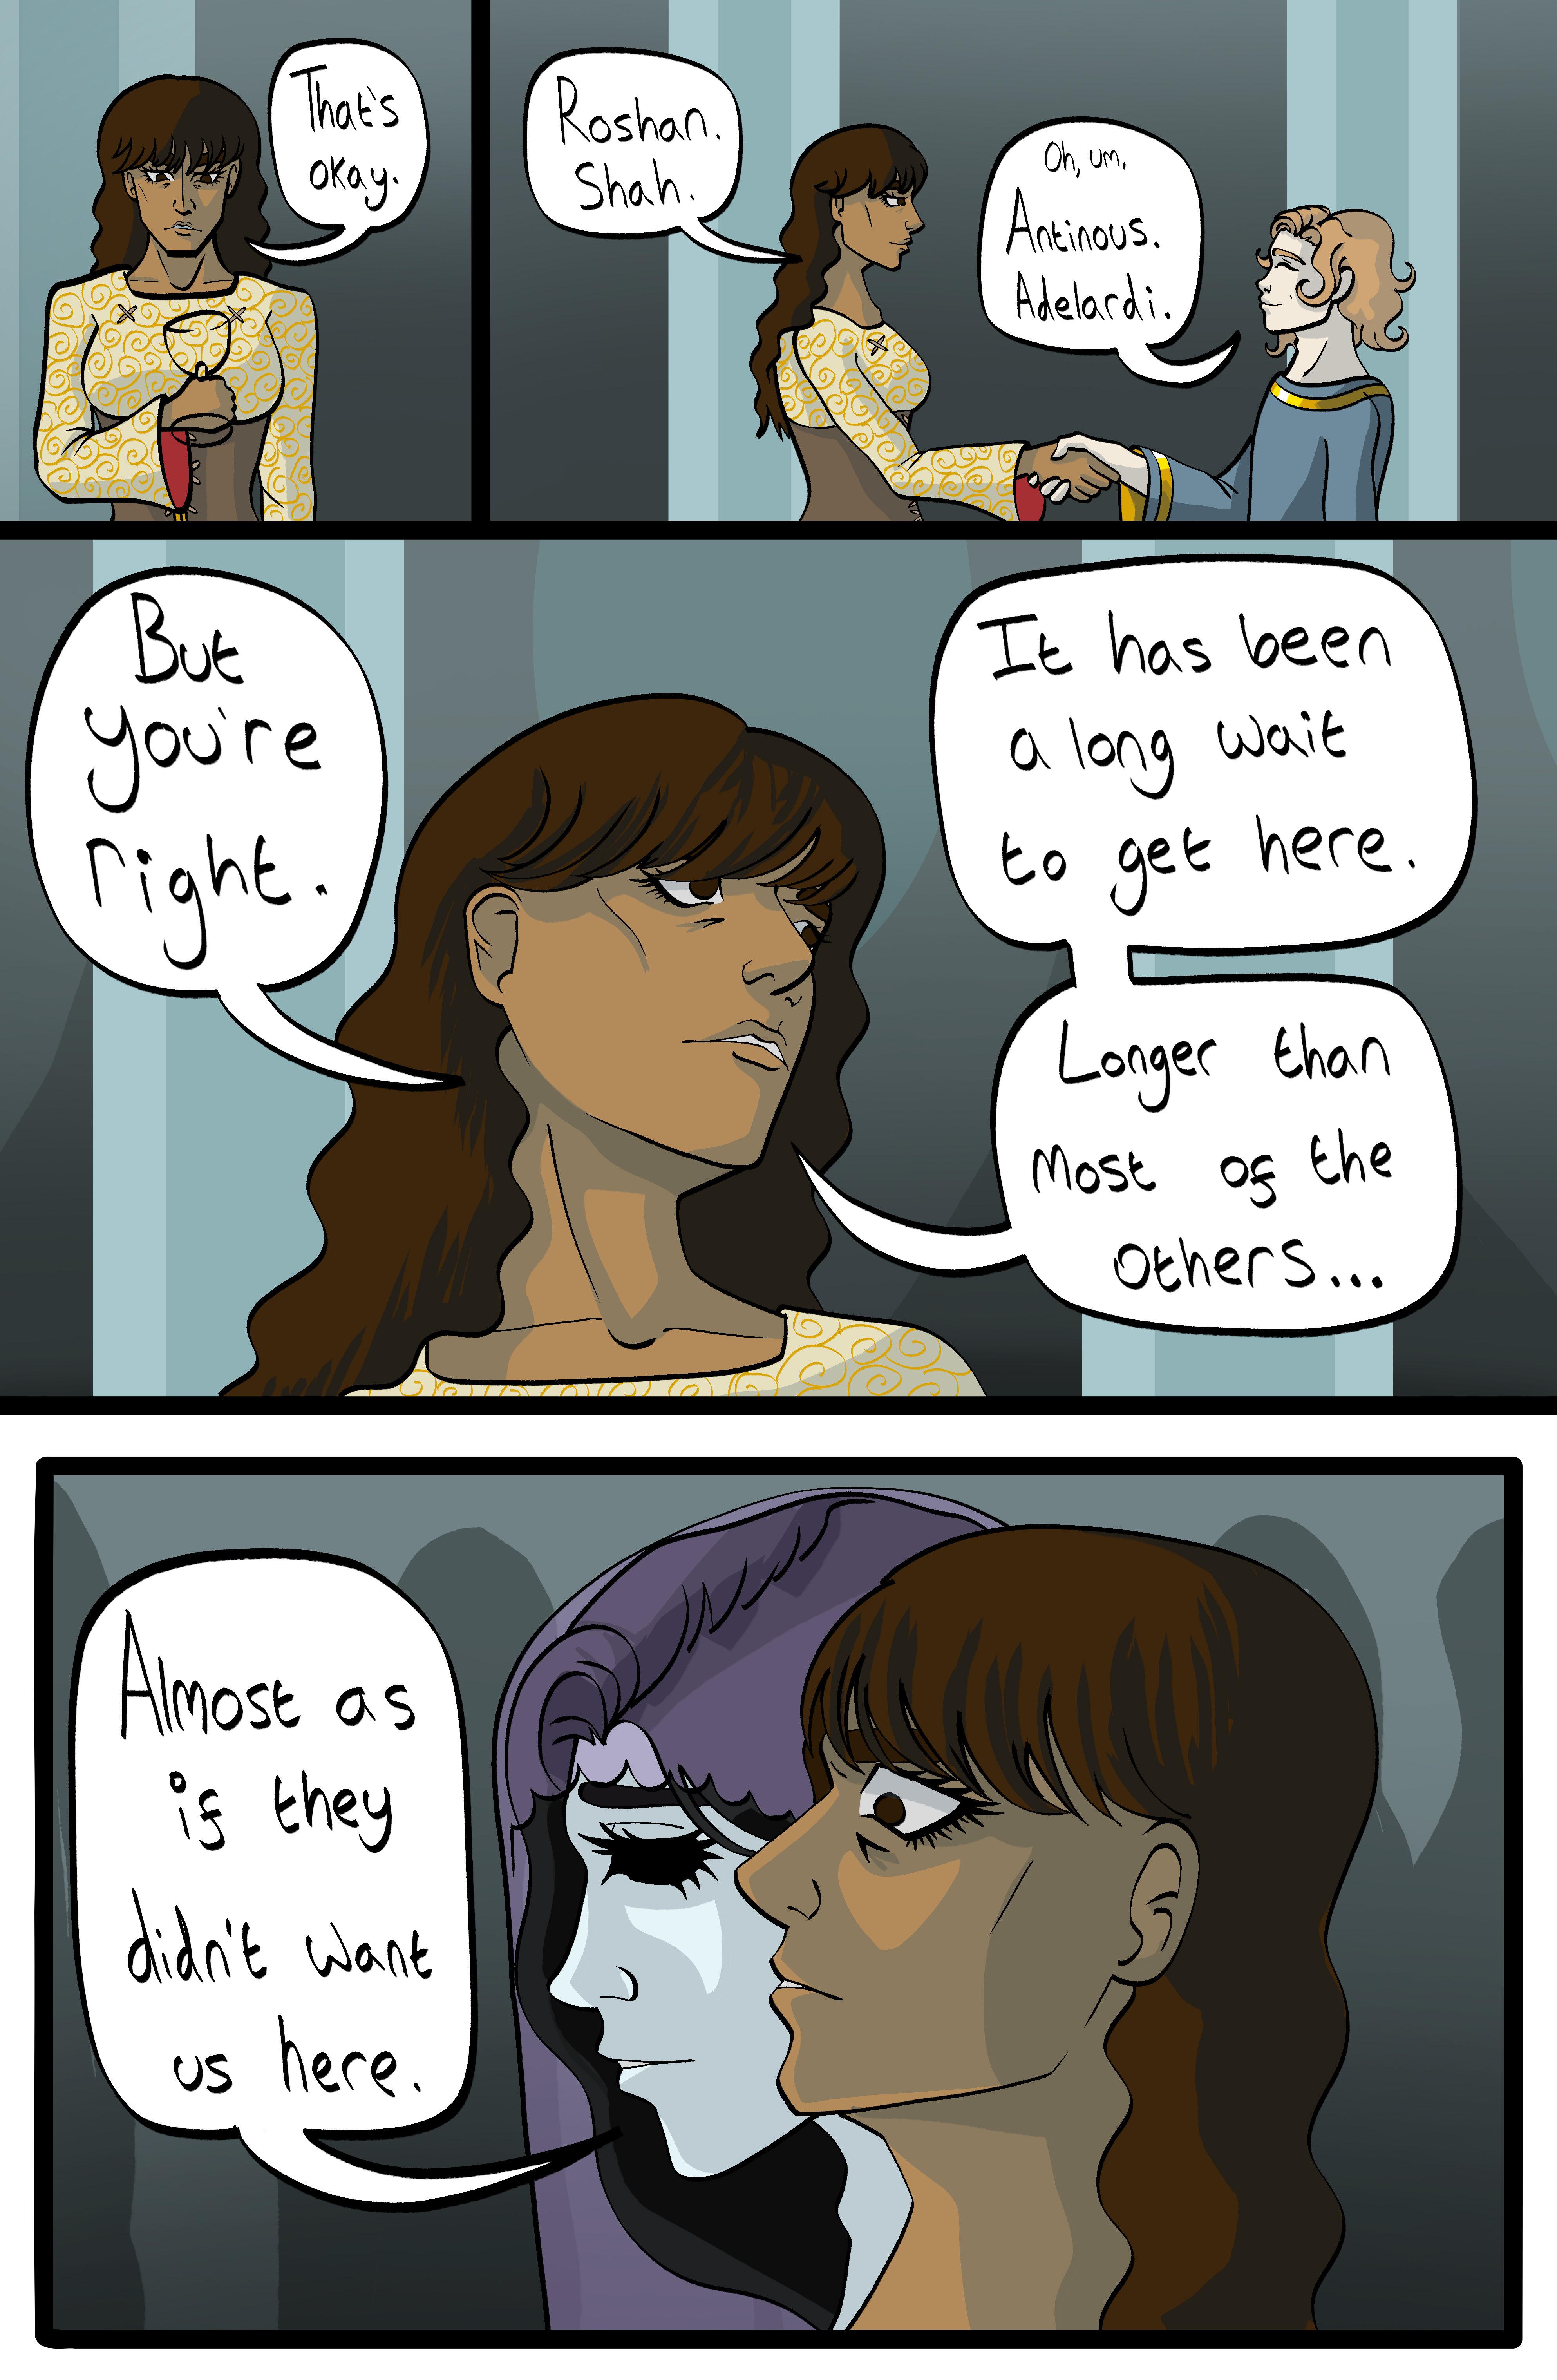 That's
okay.
Roshan.
Shah.
Oh, um,
Antinous.
Adelardi.
But
you're
right.
It has been
a long wait
to get here.
Longer than
most of the
others...
Almost as
if they
didn't want
us here.